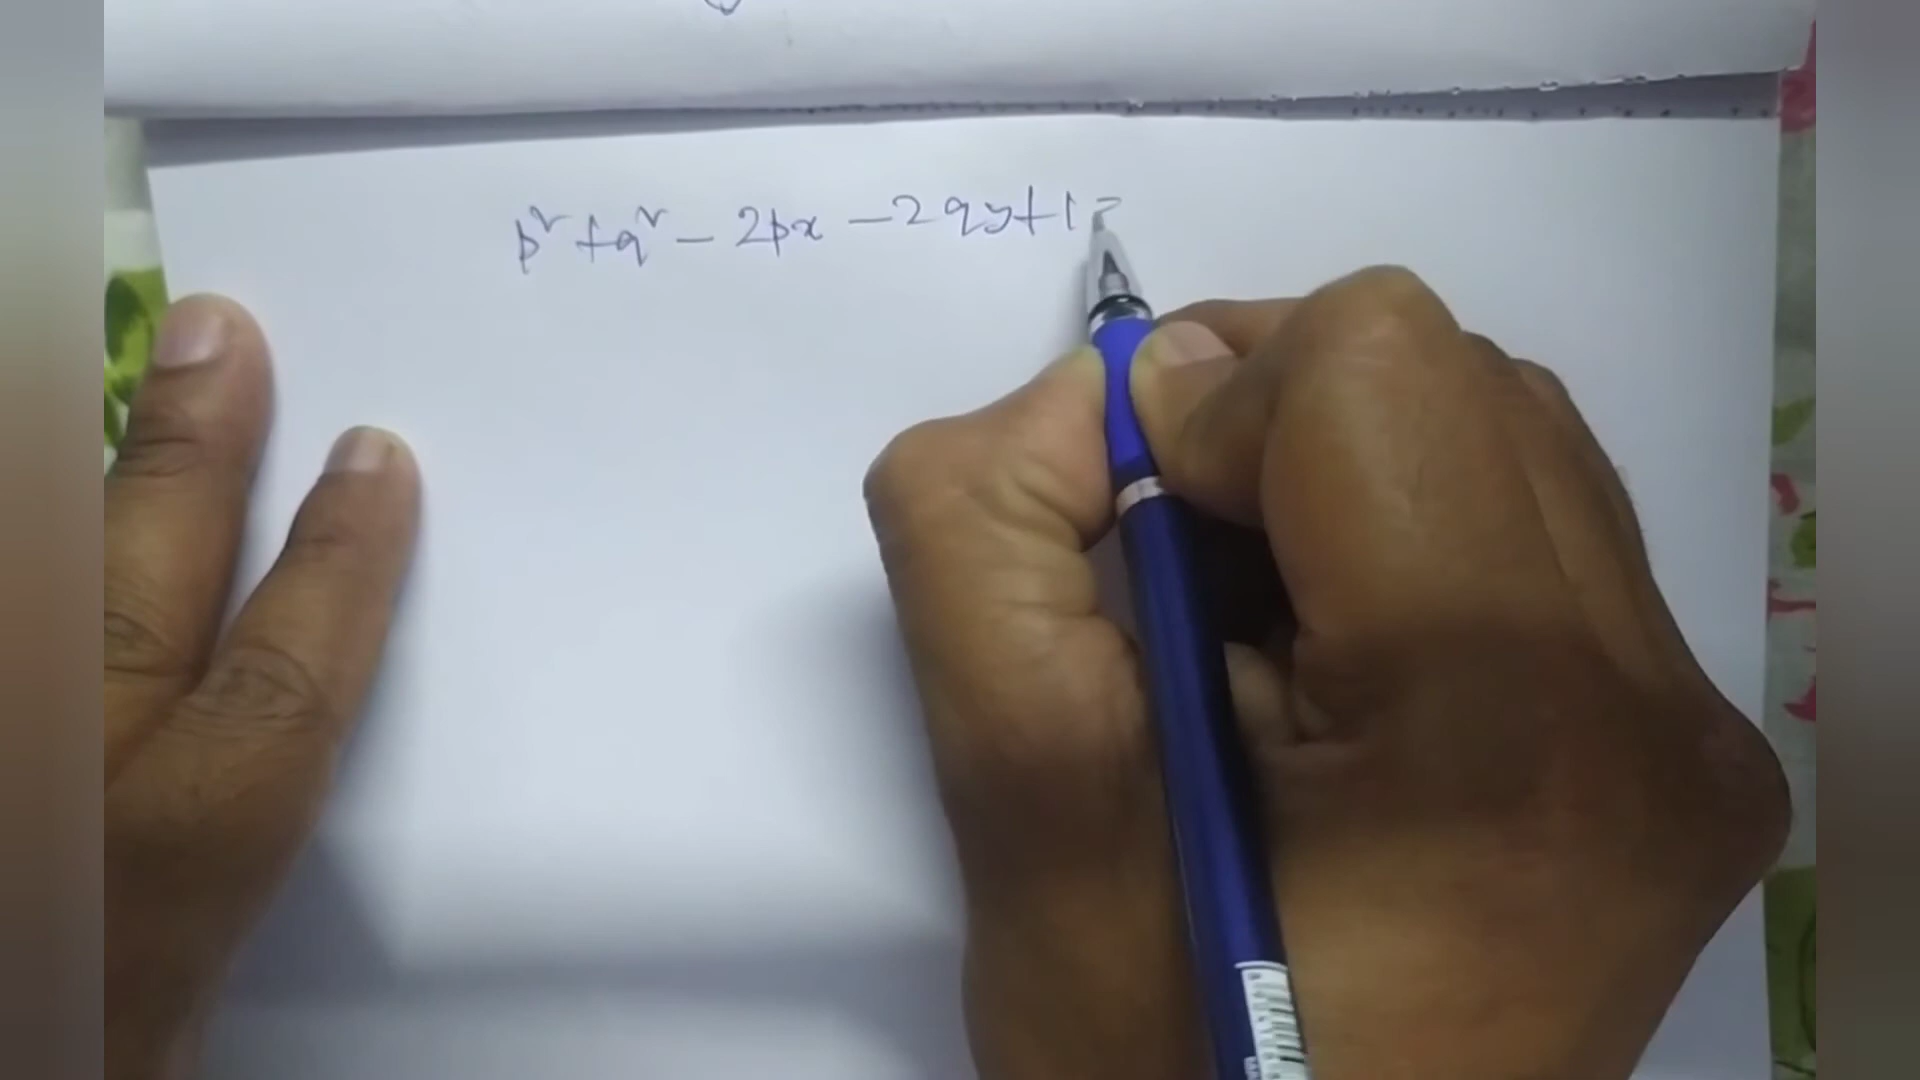 p² + q² - 2px - 2qy + 1 =